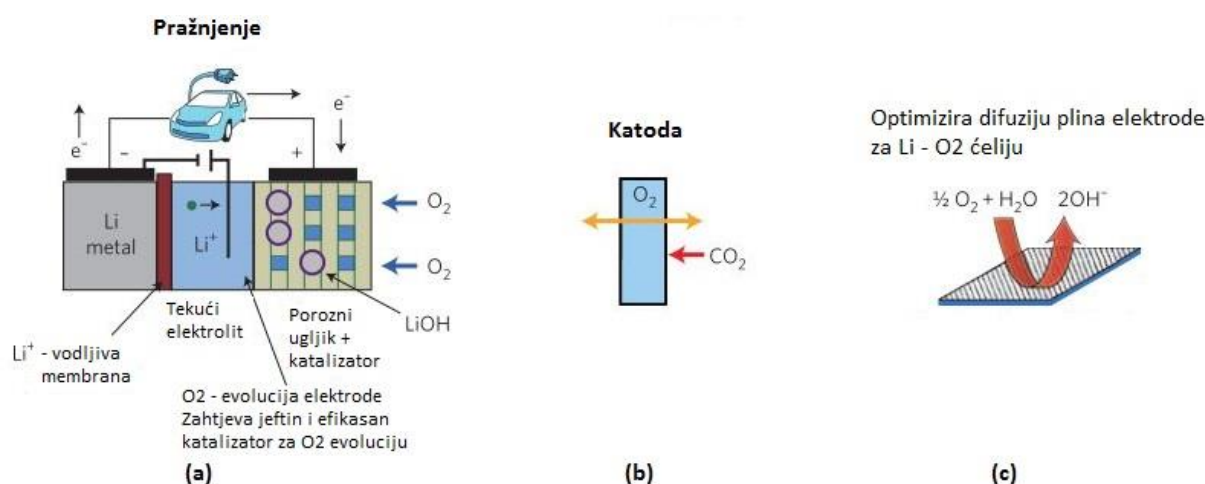 Pražnjenje
e⁻
e⁻
−
+
Li
metal
Li⁺
O₂
O₂
LiOH
Tekući
elektrolit
Porozni
ugljik +
katalizator
Li⁺ - vodljiva
membrana
O2 - evolucija elektrode
Zahtjeva jeftin i efikasan
katalizator za O2 evoluciju
(a)
Katoda
O₂
CO₂
(b)
Optimizira difuziju plina elektrode
za Li - O2 ćeliju
½ O₂ + H₂O 2OH⁻
(c)